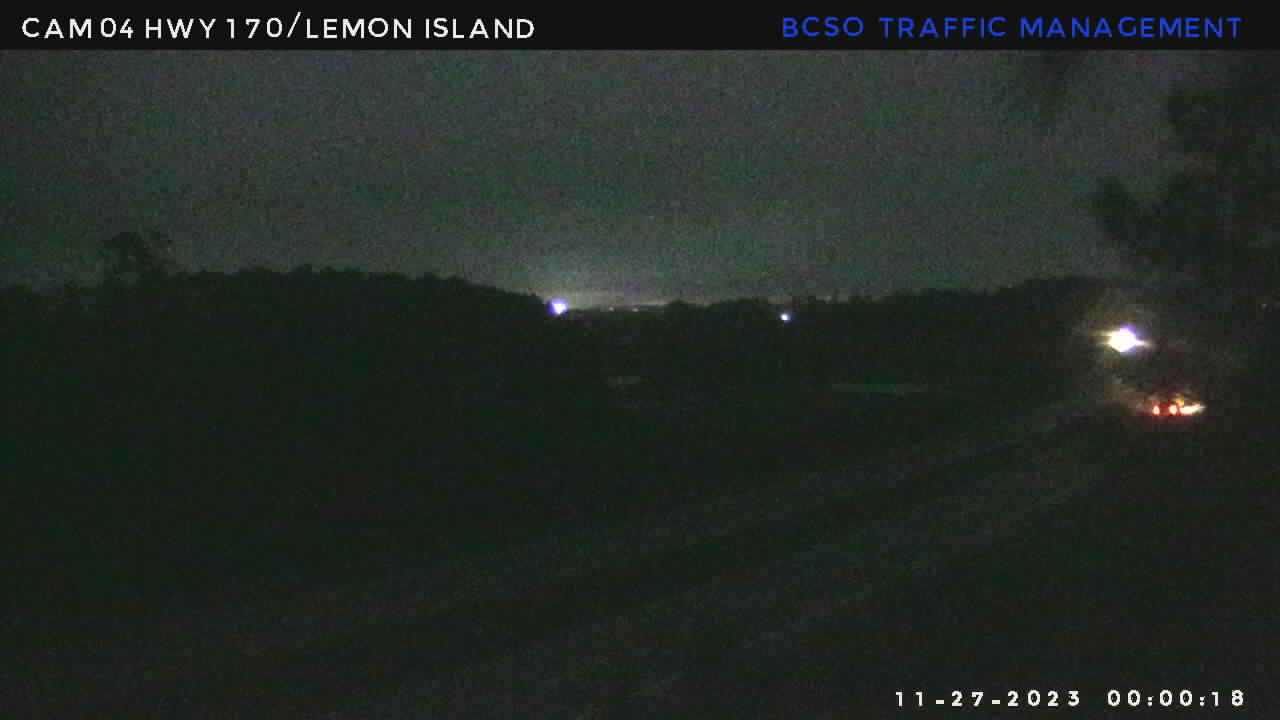 CAM04 HWY 170/LEMON ISLAND
BCSO TRAFFIC MANAGEMENT
11-27-2023 00:00:18